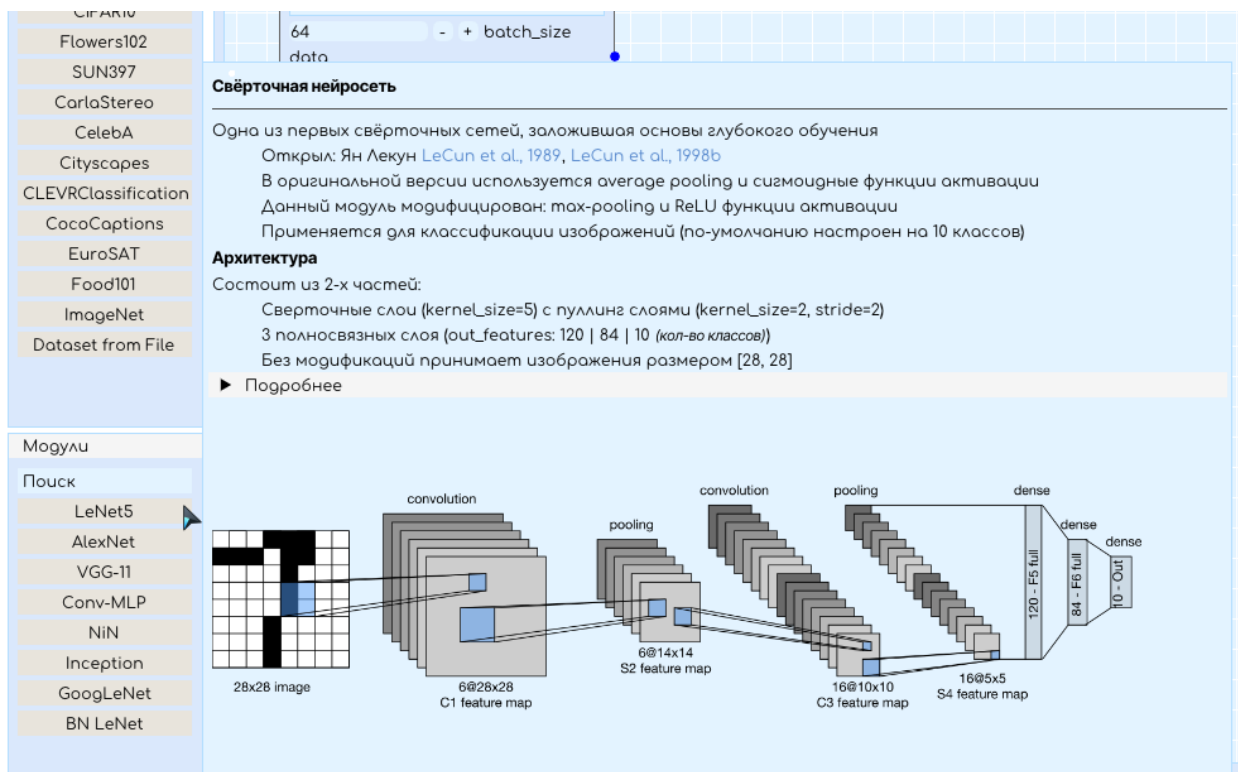 CIFAR10
Flowers102
SUN397
CarlaStereo
CelebA
Cityscapes
CLEVRClassification
CocoCaptions
EuroSAT
Food101
ImageNet
Dataset from File
64 - + batch_size
data
Свёрточная нейросеть
Одна из первых свёрточных сетей, заложившая основы глубокого обучения
Открыл: Ян Лекун LeCun et al., 1989, LeCun et al., 1998b
В оригинальной версии используется average pooling и сигмоидные функции активации
Данный модуль модифицирован: max-pooling и ReLU функции активации
Применяется для классификации изображений (по-умолчанию настроен на 10 классов)
Архитектура
Состоит из 2-х частей:
Сверточные слои (kernel_size=5) с пуллинг слоями (kernel_size=2, stride=2)
3 полносвязных слоя (out_features: 120 | 84 | 10 (кол-во классов))
Без модификаций принимает изображения размером [28, 28]
▶ Подробнее
Модули
Поиск
LeNet5
AlexNet
VGG-11
Conv-MLP
NiN
Inception
GoogLeNet
BN LeNet
convolution
pooling
convolution
pooling
dense
dense
dense
28x28 image
6@28x28
C1 feature map
6@14x14
S2 feature map
16@10x10
C3 feature map
16@5x5
S4 feature map
120 - F5 full
84 - F6 full
10 - Out